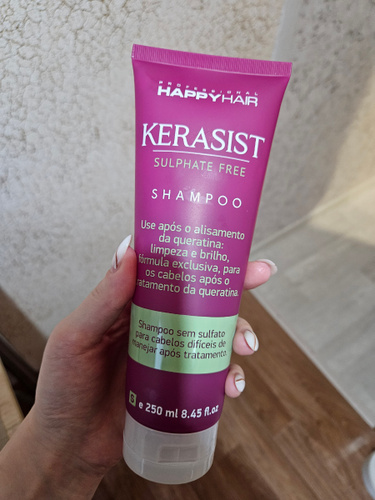 PROFESSIONAL
HAPPYHAIR
KERASIST
SULPHATE FREE
SHAMPOO
Use após o alisamento
da queratina:
limpeza e brilho,
fórmula exclusiva, para
os cabelos após o
tratamento da queratina.
Shampoo sem sulfato
para cabelos difíceis de
manejar após tratamento.
8 e 250 ml 8.45 fl.oz